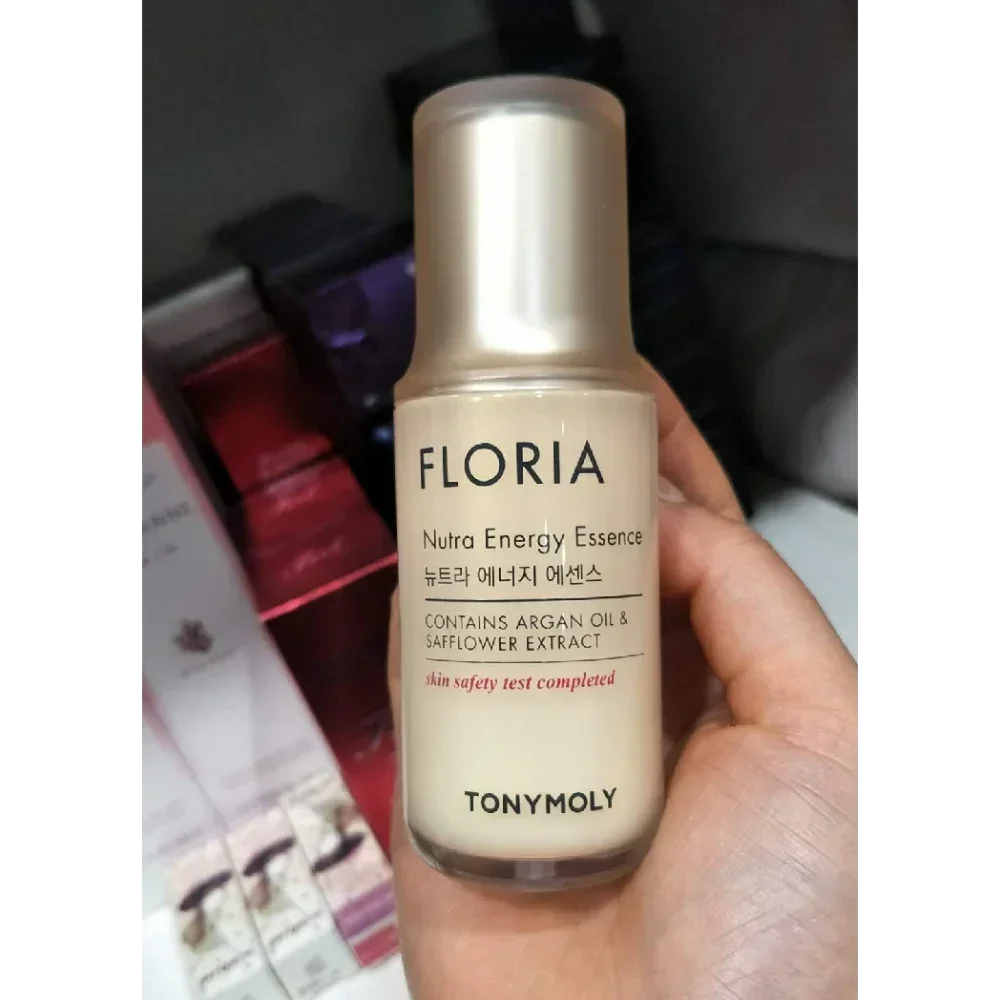 FLORIA
Nutra Energy Essence
뉴트라 에너지 에센스
CONTAINS ARGAN OIL &
SAFFLOWER EXTRACT
skin safety test completed
TONYMOLY